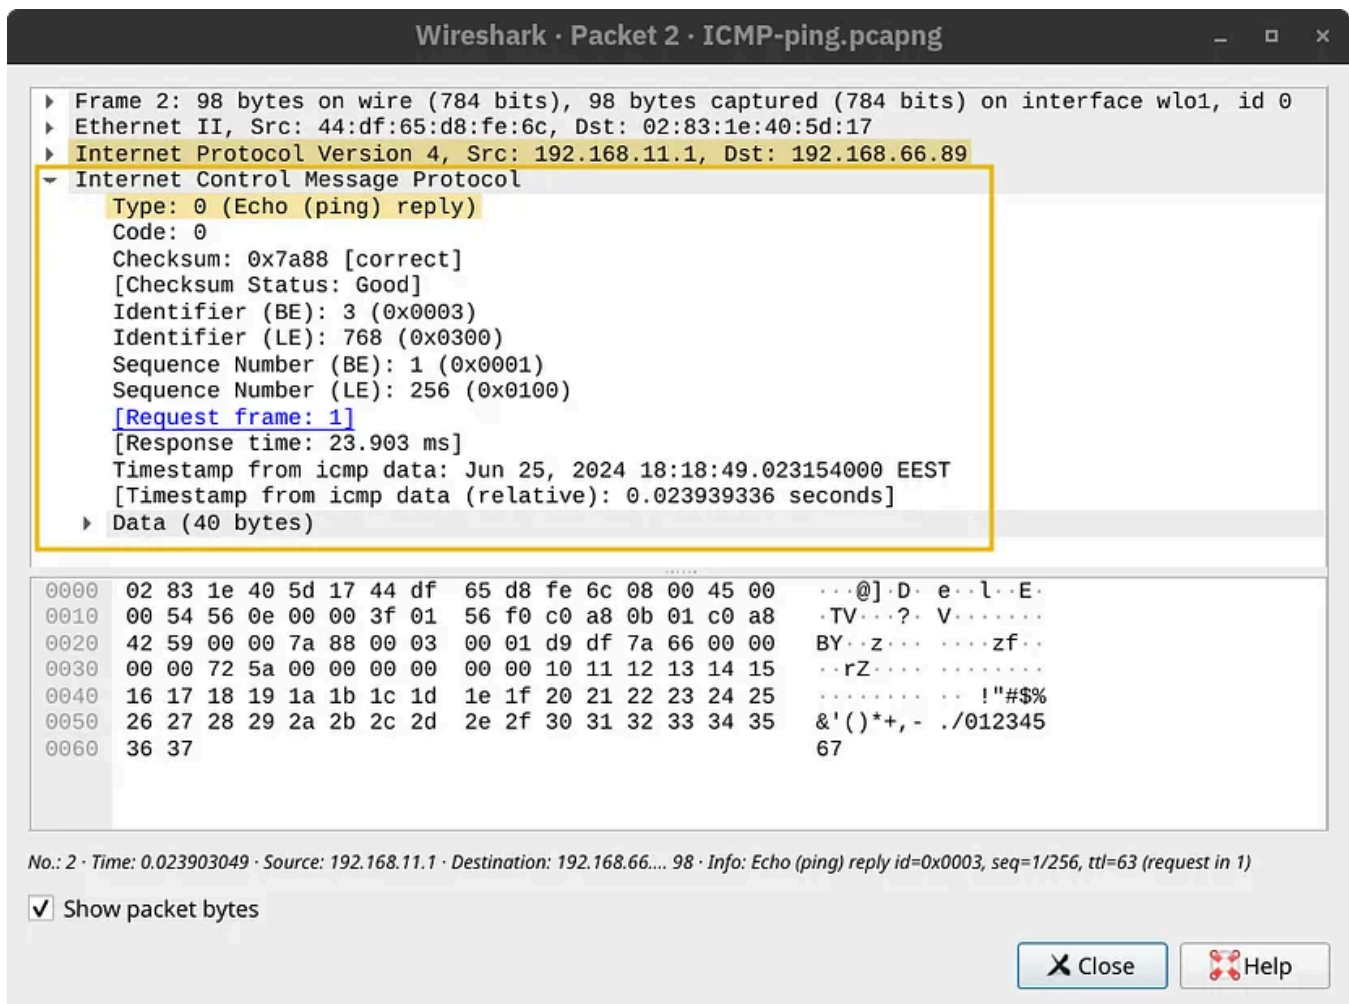 Wireshark · Packet 2 · ICMP-ping.pcapng
Frame 2: 98 bytes on wire (784 bits), 98 bytes captured (784 bits) on interface wlo1, id 0
Ethernet II, Src: 44:df:65:d8:fe:6c, Dst: 02:83:1e:40:5d:17
Internet Protocol Version 4, Src: 192.168.11.1, Dst: 192.168.66.89
Internet Control Message Protocol
Type: 0 (Echo (ping) reply)
Code: 0
Checksum: 0x7a88 [correct]
[Checksum Status: Good]
Identifier (BE): 3 (0x0003)
Identifier (LE): 768 (0x0300)
Sequence Number (BE): 1 (0x0001)
Sequence Number (LE): 256 (0x0100)
[Request frame: 1]
[Response time: 23.903 ms]
Timestamp from icmp data: Jun 25, 2024 18:18:49.023154000 EEST
[Timestamp from icmp data (relative): 0.023939336 seconds]
Data (40 bytes)
0000 02 83 1e 40 5d 17 44 df 65 d8 fe 6c 08 00 45 00 ···@]·D· e··l··E·
0010 00 54 56 0e 00 00 3f 01 56 f0 c0 a8 0b 01 c0 a8 ·TV···?· V·······
0020 42 59 00 00 7a 88 00 03 00 01 d9 df 7a 66 00 00 BY··z··· ····zf··
0030 00 00 72 5a 00 00 00 00 00 00 10 11 12 13 14 15 ··rZ···· ········
0040 16 17 18 19 1a 1b 1c 1d 1e 1f 20 21 22 23 24 25 ········ ·· !"#$%
0050 26 27 28 29 2a 2b 2c 2d 2e 2f 30 31 32 33 34 35 &'()*+,- ./012345
0060 36 37 67
No.: 2 · Time: 0.023903049 · Source: 192.168.11.1 · Destination: 192.168.66.... 98 · Info: Echo (ping) reply id=0x0003, seq=1/256, ttl=63 (request in 1)
Show packet bytes
Close
Help